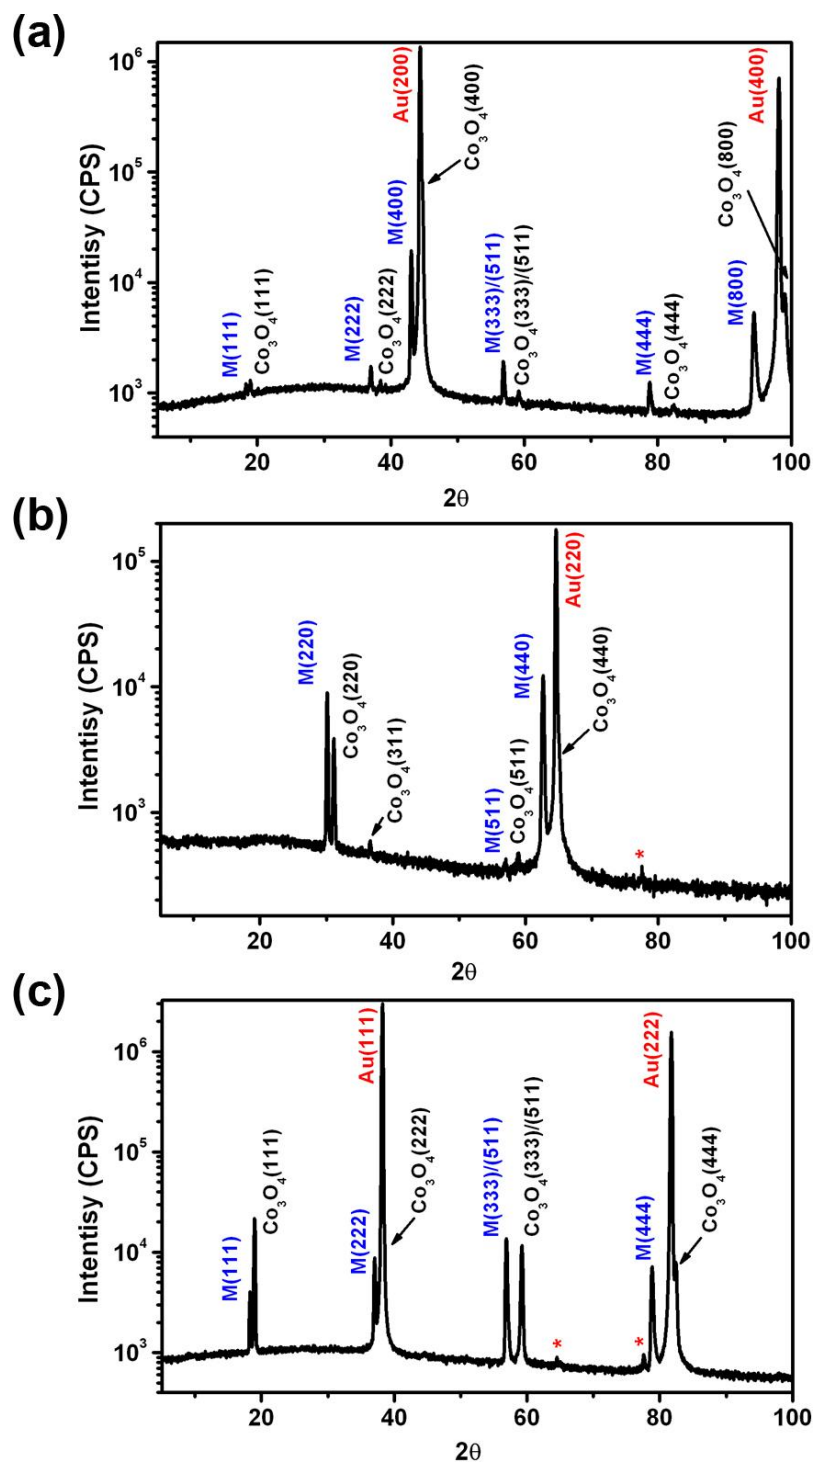 (a)
Intentisy (CPS)
10^6
10^5
10^4
10^3
M(111)
Co3O4(111)
M(222)
Co3O4(222)
M(400)
Au(200)
Co3O4(400)
M(333)/(511)
Co3O4(333)/(511)
M(444)
Co3O4(444)
M(800)
Co3O4(800)
Au(400)
20
40
60
80
100
2θ
(b)
Intentisy (CPS)
10^5
10^4
10^3
M(220)
Co3O4(220)
Co3O4(311)
M(511)
Co3O4(511)
M(440)
Au(220)
Co3O4(440)
*
20
40
60
80
100
2θ
(c)
Intentisy (CPS)
10^6
10^5
10^4
10^3
M(111)
Co3O4(111)
M(222)
Au(111)
Co3O4(222)
M(333)/(511)
Co3O4(333)/(511)
*
*
M(444)
Au(222)
Co3O4(444)
20
40
60
80
100
2θ